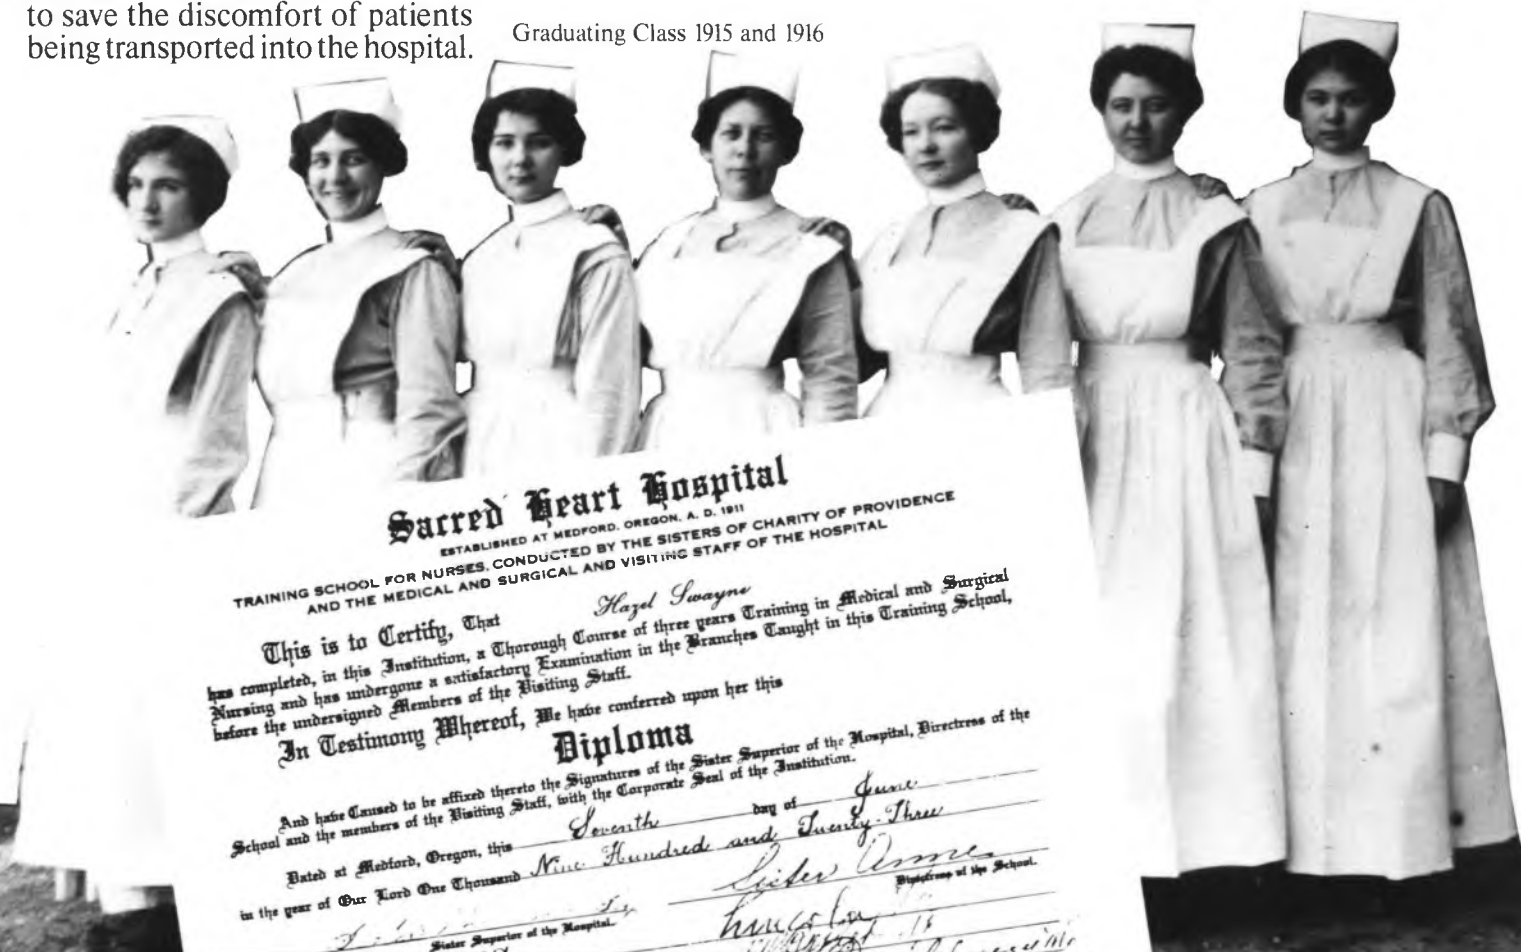 to save the discomfort of patients
being transported into the hospital.
Graduating Class 1915 and 1916
Sacred Heart Hospital
ESTABLISHED AT MEDFORD, OREGON, A. D. 1911
TRAINING SCHOOL FOR NURSES, CONDUCTED BY THE SISTERS OF CHARITY OF PROVIDENCE
AND THE MEDICAL AND SURGICAL AND VISITING STAFF OF THE HOSPITAL
This is to Certify, That Hazel Swayne
has completed, in this Institution, a Thorough Course of three years Training in Medical and Surgical
Nursing and has undergone a satisfactory Examination in the Branches Taught in this Training School,
before the undersigned Members of the Visiting Staff.
In Testimony Whereof, We have conferred upon her this
Diploma
And have Caused to be affixed thereto the Signatures of the Sister Superior of the Hospital, Directress of the
School and the members of the Visiting Staff, with the Corporate Seal of the Institution.
Dated at Medford, Oregon, this Seventh day of June
in the year of Our Lord One Thousand Nine Hundred and Twenty-Three
Sister Anne
Sister Superior of the Hospital. Directress of the School.